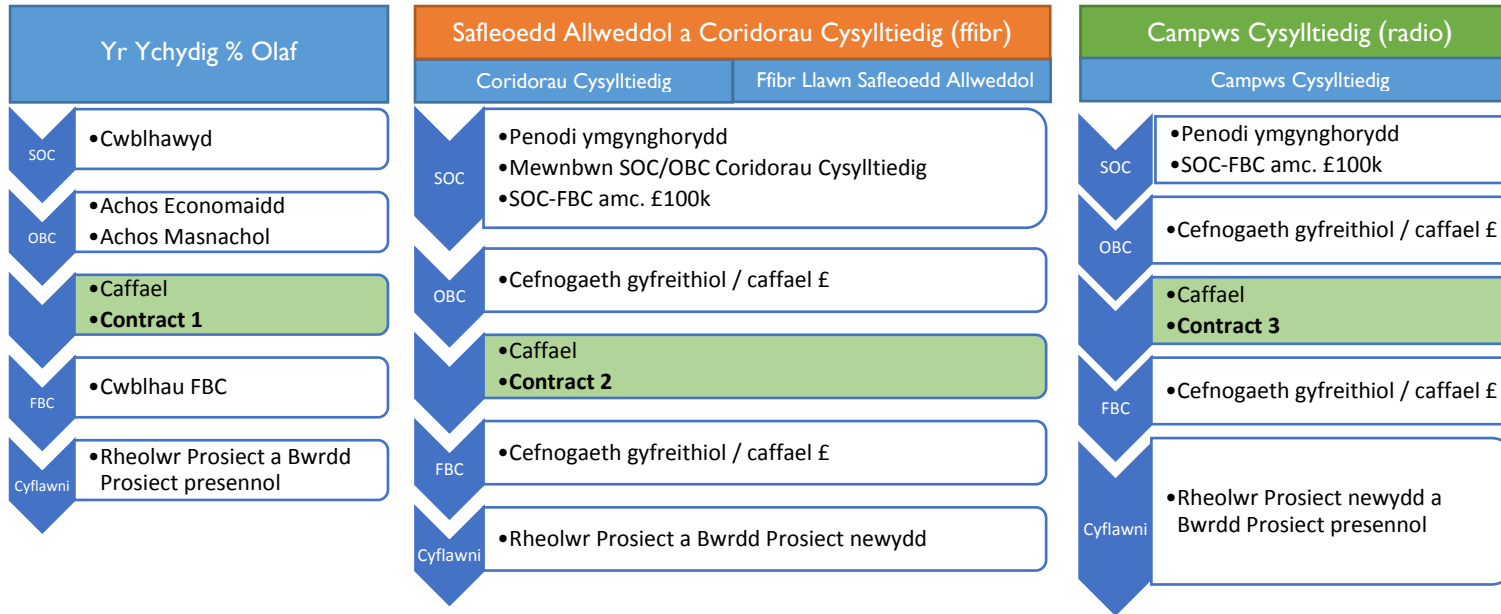 Yr Ychydig % Olaf
SOC
•Cwblhawyd
OBC
•Achos Economaidd
•Achos Masnachol
•Caffael
•Contract 1
FBC
•Cwblhau FBC
Cyflawni
•Rheolwr Prosiect a Bwrdd
Prosiect presennol
Safleoedd Allweddol a Coridorau Cysylltiedig (ffibr)
Coridorau Cysylltiedig
Ffibr Llawn Safleoedd Allweddol
SOC
•Penodi ymgynghorydd
•Mewnbwn SOC/OBC Coridorau Cysylltiedig
•SOC-FBC amc. £100k
OBC
•Cefnogaeth gyfreithiol / caffael £
•Caffael
•Contract 2
FBC
•Cefnogaeth gyfreithiol / caffael £
Cyflawni
•Rheolwr Prosiect a Bwrdd Prosiect newydd
Campws Cysylltiedig (radio)
Campws Cysylltiedig
SOC
•Penodi ymgynghorydd
•SOC-FBC amc. £100k
OBC
•Cefnogaeth gyfreithiol / caffael £
•Caffael
•Contract 3
FBC
•Cefnogaeth gyfreithiol / caffael £
Cyflawni
•Rheolwr Prosiect newydd a
Bwrdd Prosiect presennol